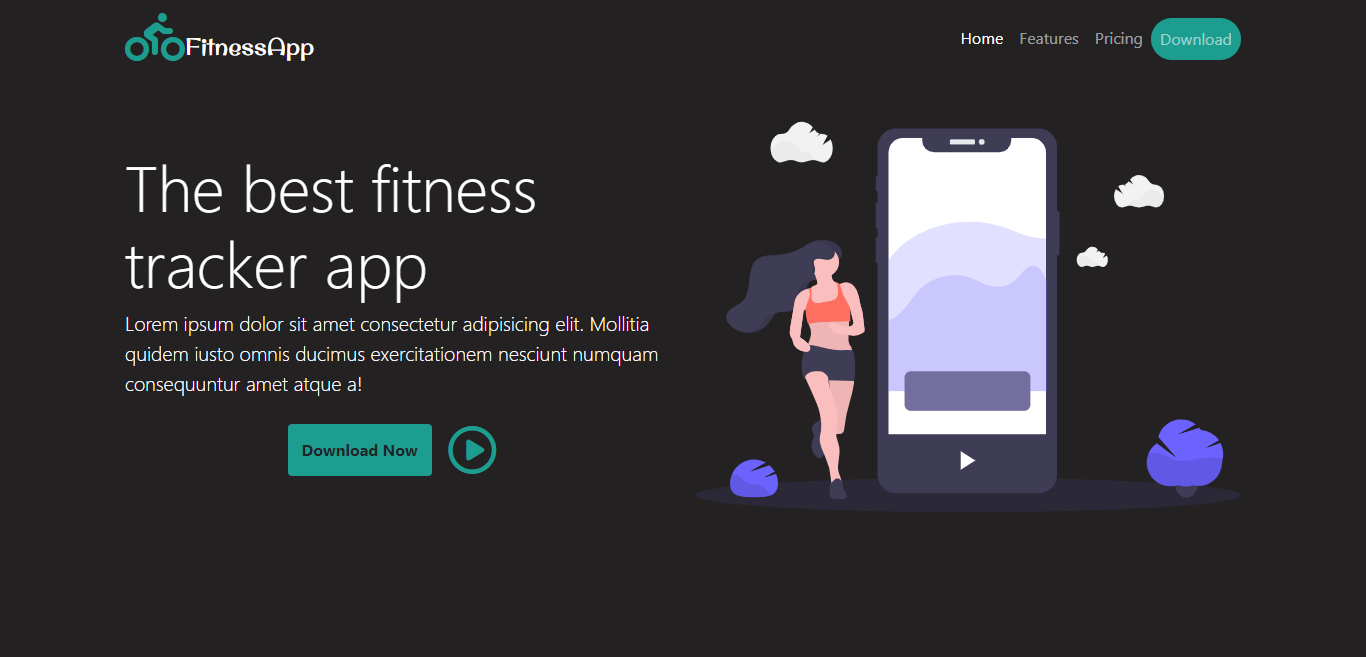 FitnessApp
Home Features Pricing Download
The best fitness
tracker app
Lorem ipsum dolor sit amet consectetur adipisicing elit. Mollitia
quidem iusto omnis ducimus exercitationem nesciunt numquam
consequuntur amet atque a!
Download Now